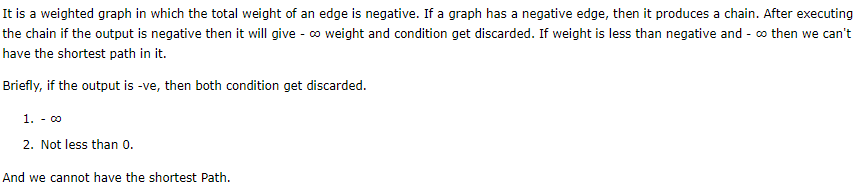 It is a weighted graph in which the total weight of an edge is negative. If a graph has a negative edge, then it produces a chain. After executing
the chain if the output is negative then it will give - ∞ weight and condition get discarded. If weight is less than negative and - ∞ then we can't
have the shortest path in it.
Briefly, if the output is -ve, then both condition get discarded.
1. - ∞
2. Not less than 0.
And we cannot have the shortest Path.